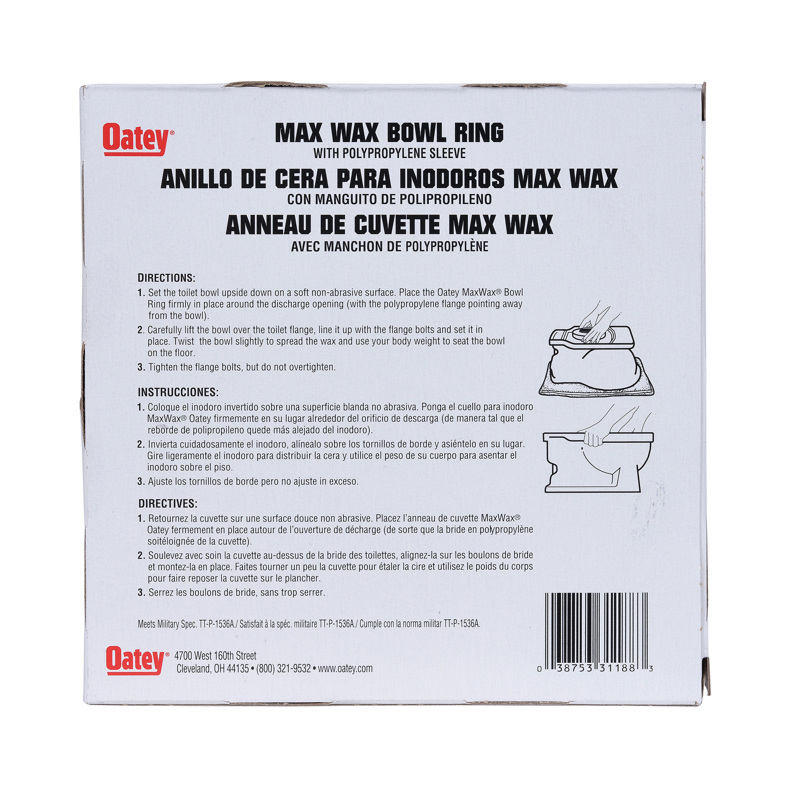 Oatey®
MAX WAX BOWL RING
WITH POLYPROPYLENE SLEEVE
ANILLO DE CERA PARA INODOROS MAX WAX
CON MANGUITO DE POLIPROPILENO
ANNEAU DE CUVETTE MAX WAX
AVEC MANCHON DE POLYPROPYLÈNE
DIRECTIONS:
1. Set the toilet bowl upside down on a soft non-abrasive surface. Place the Oatey MaxWax® Bowl
Ring firmly in place around the discharge opening (with the polypropylene flange pointing away
from the bowl).
2. Carefully lift the bowl over the toilet flange, line it up with the flange bolts and set it in
place. Twist the bowl slightly to spread the wax and use your body weight to seat the bowl
on the floor.
3. Tighten the flange bolts, but do not overtighten.
INSTRUCCIONES:
1. Coloque el inodoro invertido sobre una superficie blanda no abrasiva. Ponga el cuello para inodoro
MaxWax® Oatey firmemente en su lugar alrededor del orificio de descarga (de manera tal que el
reborde de polipropileno quede más alejado del inodoro).
2. Invierta cuidadosamente el inodoro, alínealo sobre los tornillos de borde y asiéntelo en su lugar.
Gire ligeramente el inodoro para distribuir la cera y utilice el peso de su cuerpo para asentar el
inodoro sobre el piso.
3. Ajuste los tornillos de borde pero no ajuste in exceso.
DIRECTIVES:
1. Retournez la cuvette sur une surface douce non abrasive. Placez l'anneau de cuvette MaxWax®
Oatey fermement en place autour de l'ouverture de décharge (de sorte que la bride en polypropylène
soitéloignée de la cuvette).
2. Soulevez avec soin la cuvette au-dessus de la bride des toilettes, alignez-la sur les boulons de bride
et montez-la en place. Faites tourner un peu la cuvette pour étaler la cire et utilisez le poids du corps
pour faire reposer la cuvette sur le plancher.
3. Serrez les boulons de bride, sans trop serrer.
Meets Military Spec. TT-P-1536A / Satisfait à la spéc. militaire TT-P-1536A / Cumple con la norma militar TT-P-1536A.
Oatey®
4700 West 160th Street
Cleveland, OH 44135 • (800) 321-9532 • www.oatey.com
0 38753 31188 3